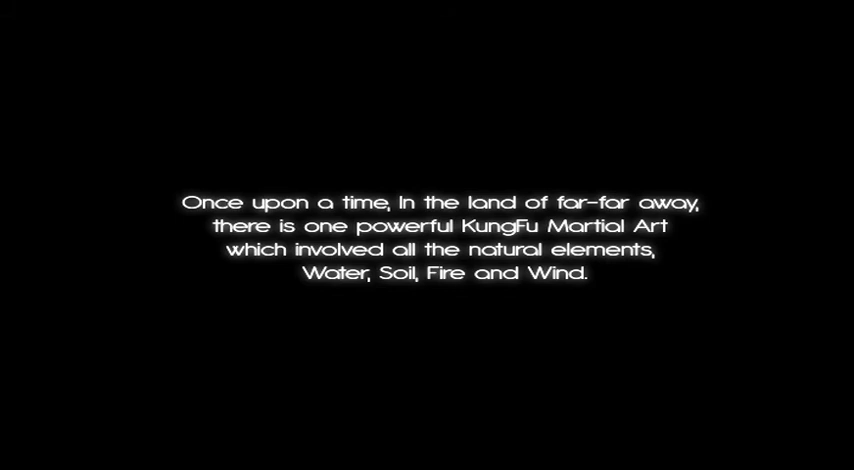 Once upon a time, In the land of far-far away,
there is one powerful KungFu Martial Art
which involved all the natural elements,
Water, Soil, Fire and Wind.